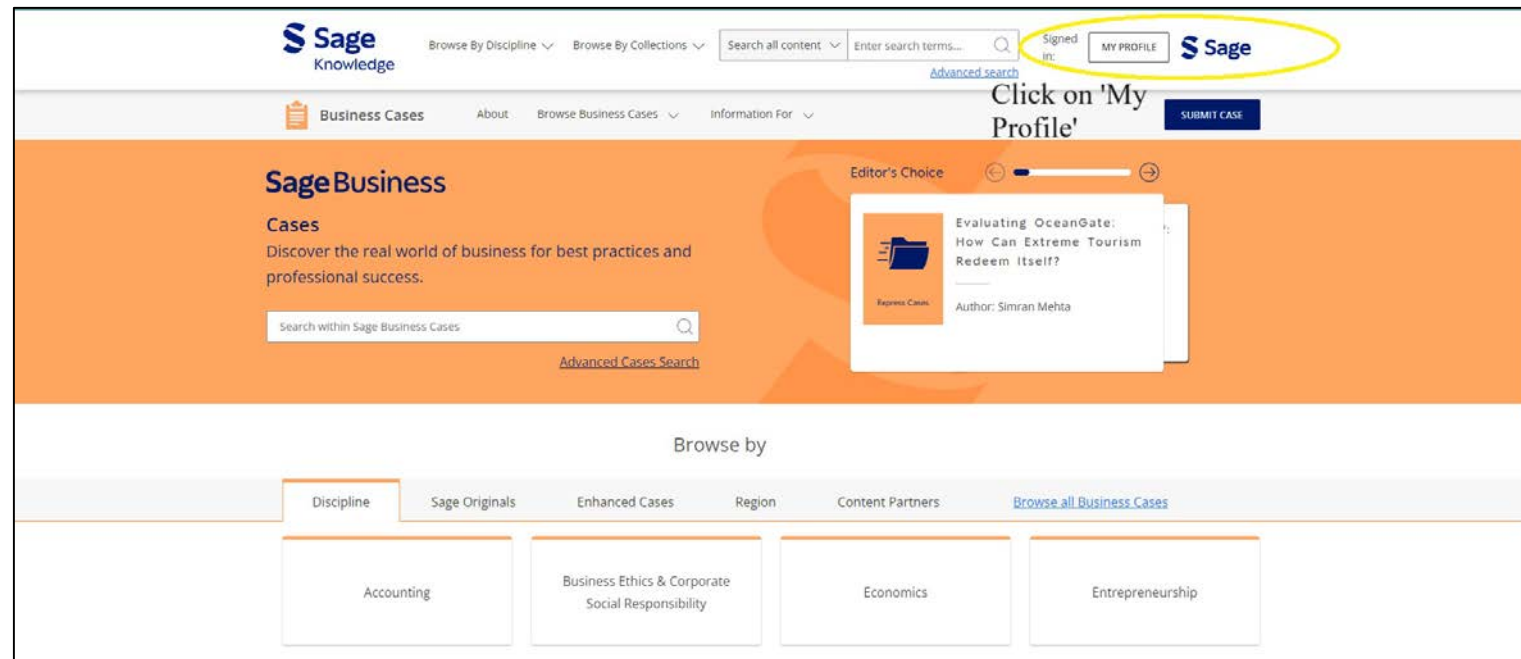 Sage
Knowledge
Browse By Discipline
Browse By Collections
Search all content
Enter search terms...
Advanced search
Signed
in:
MY PROFILE
Sage
Click on 'My
Profile'
Business Cases
About
Browse Business Cases
Information For
SUBMIT CASE
Sage Business
Cases
Discover the real world of business for best practices and
professional success.
Search within Sage Business Cases
Advanced Cases Search
Editor's Choice
Express Cases
Evaluating OceanGate:
How Can Extreme Tourism
Redeem Itself?
Author: Simran Mehta
Browse by
Discipline
Sage Originals
Enhanced Cases
Region
Content Partners
Browse all Business Cases
Accounting
Business Ethics & Corporate
Social Responsibility
Economics
Entrepreneurship